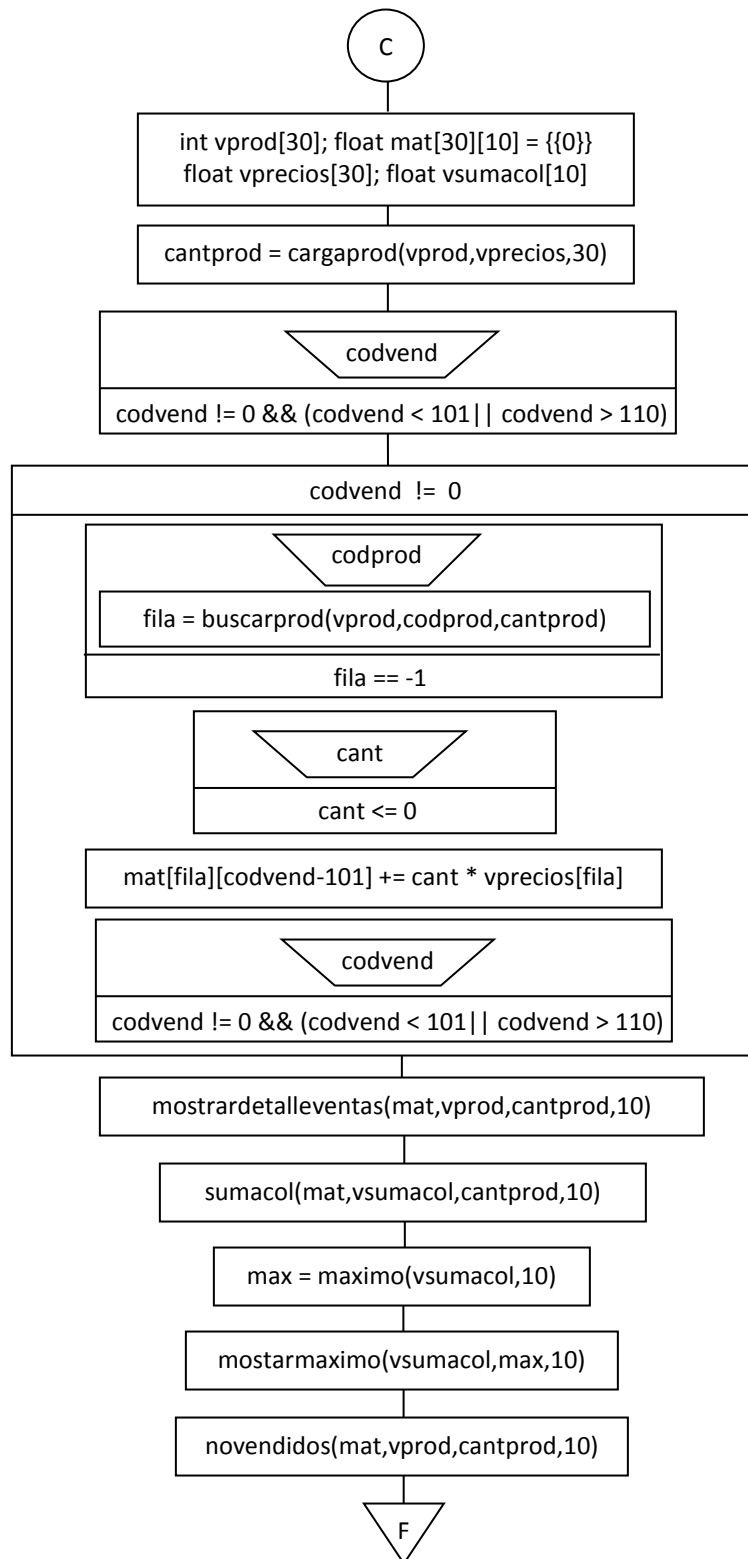 C
int vprod[30]; float mat[30][10] = {{0}}
float vprecios[30]; float vsumacol[10]
cantprod = cargaprod(vprod,vprecios,30)
codvend
codvend != 0 && (codvend < 101|| codvend > 110)
codvend != 0
codprod
fila = buscarprod(vprod,codprod,cantprod)
fila == -1
cant
cant <= 0
mat[fila][codvend-101] += cant * vprecios[fila]
codvend
codvend != 0 && (codvend < 101|| codvend > 110)
mostrardetalleventas(mat,vprod,cantprod,10)
sumacol(mat,vsumacol,cantprod,10)
max = maximo(vsumacol,10)
mostarmaximo(vsumacol,max,10)
novendidos(mat,vprod,cantprod,10)
F